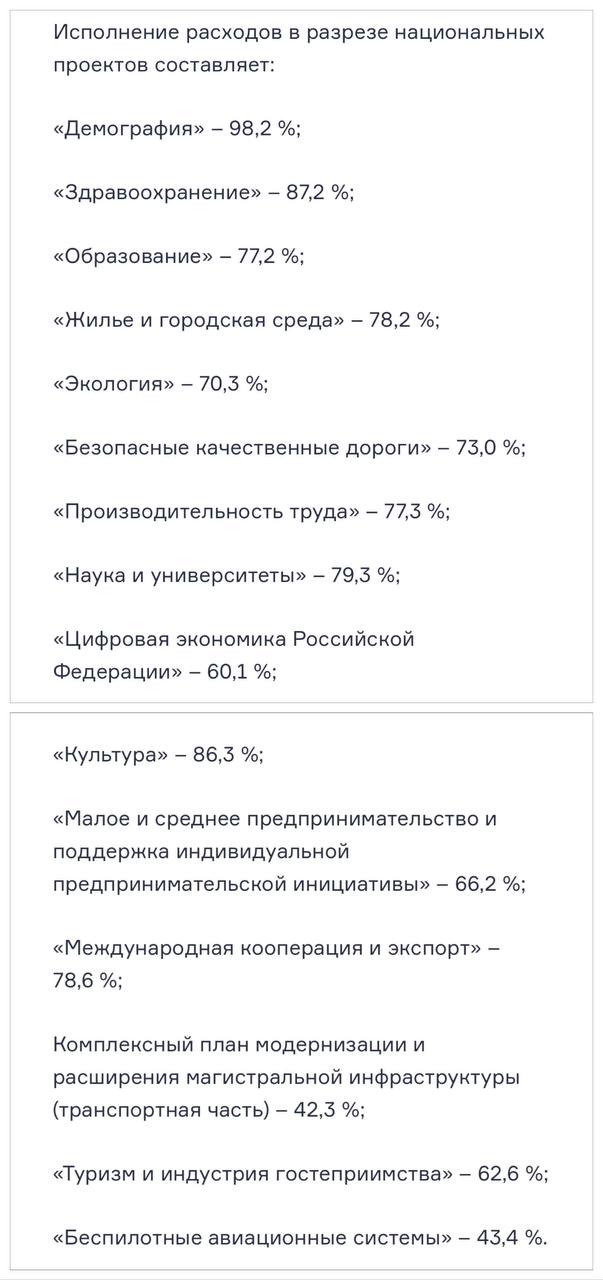 Исполнение расходов в разрезе национальных
проектов составляет:
«Демография» – 98,2 %;
«Здравоохранение» – 87,2 %;
«Образование» – 77,2 %;
«Жилье и городская среда» – 78,2 %;
«Экология» – 70,3 %;
«Безопасные качественные дороги» – 73,0 %;
«Производительность труда» – 77,3 %;
«Наука и университеты» – 79,3 %;
«Цифровая экономика Российской
Федерации» – 60,1 %;
«Культура» – 86,3 %;
«Малое и среднее предпринимательство и
поддержка индивидуальной
предпринимательской инициативы» – 66,2 %;
«Международная кооперация и экспорт» –
78,6 %;
Комплексный план модернизации и
расширения магистральной инфраструктуры
(транспортная часть) – 42,3 %;
«Туризм и индустрия гостеприимства» – 62,6 %;
«Беспилотные авиационные системы» – 43,4 %.